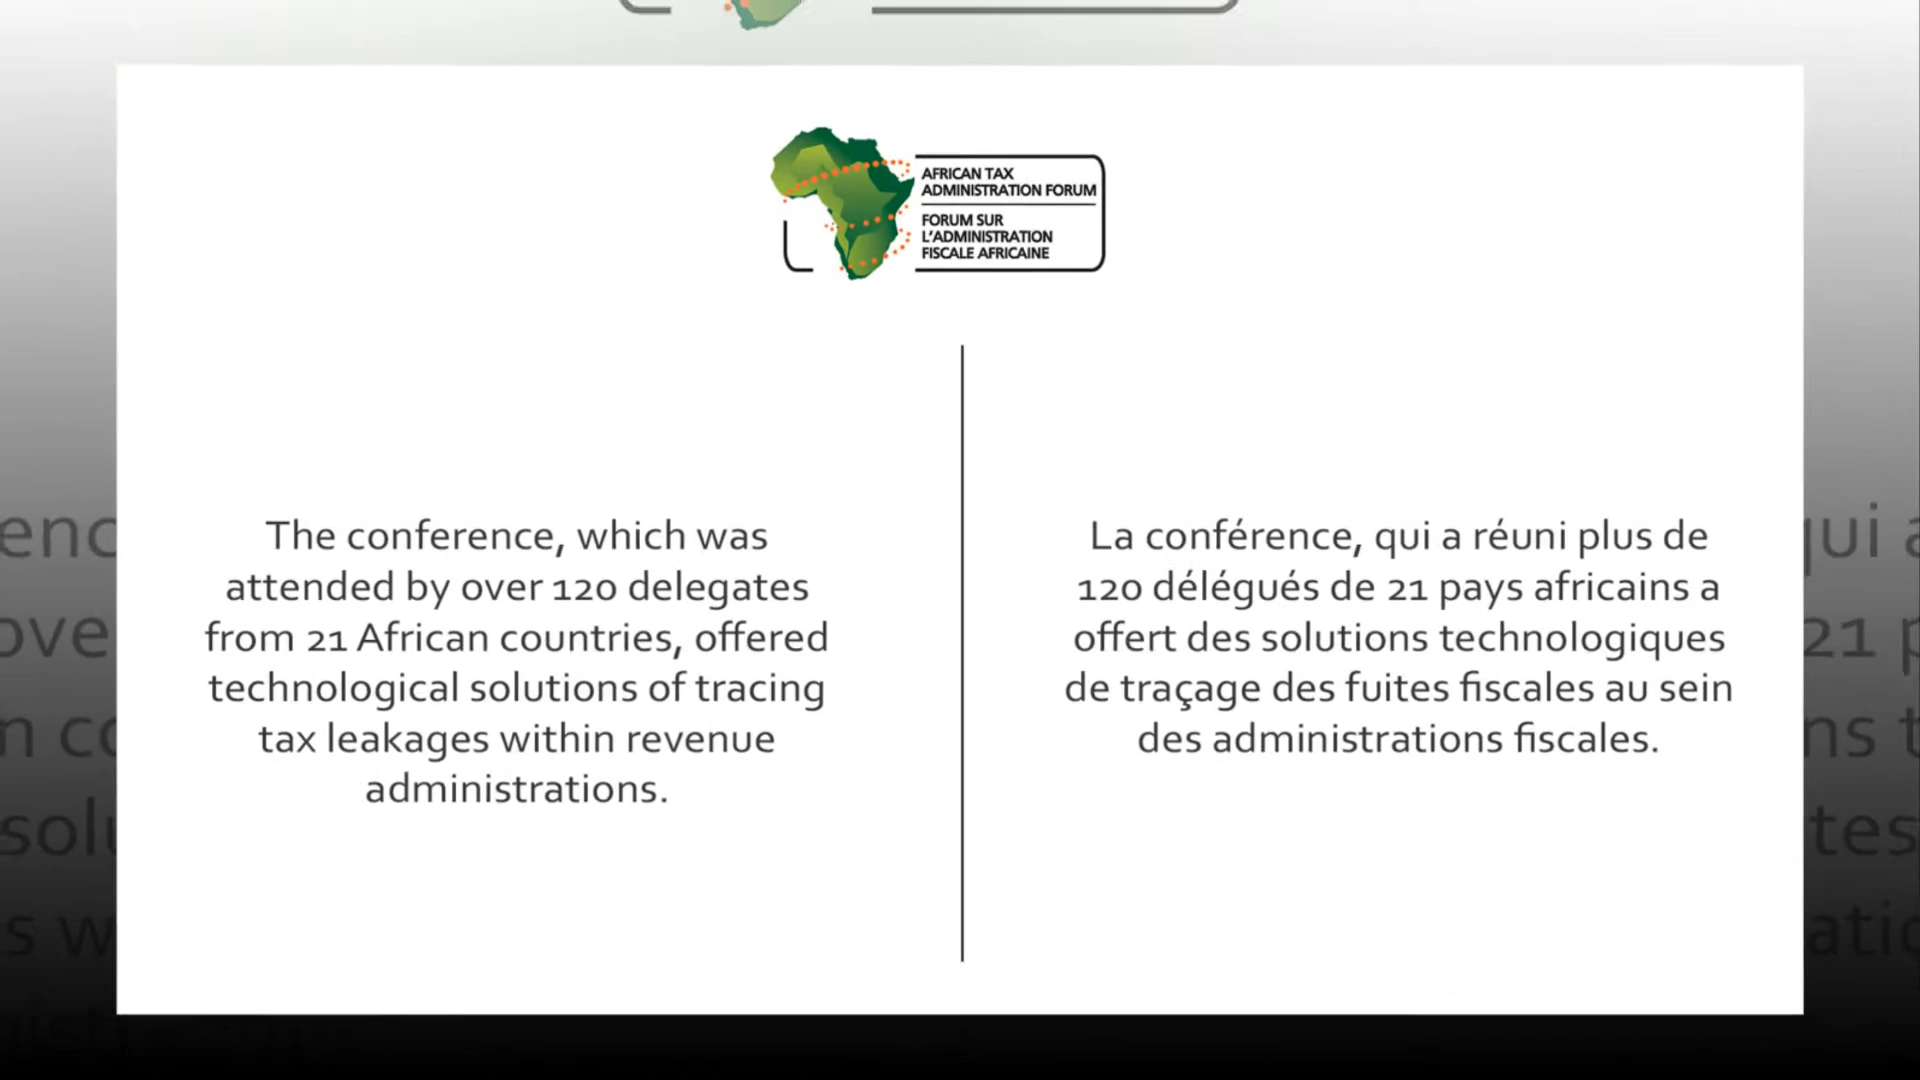 AFRICAN TAX
ADMINISTRATION FORUM
FORUM SUR
L'ADMINISTRATION
FISCALE AFRICAINE
The conference, which was
attended by over 120 delegates
from 21 African countries, offered
technological solutions of tracing
tax leakages within revenue
administrations.
La conférence, qui a réuni plus de
120 délégués de 21 pays africains a
offert des solutions technologiques
de traçage des fuites fiscales au sein
des administrations fiscales.